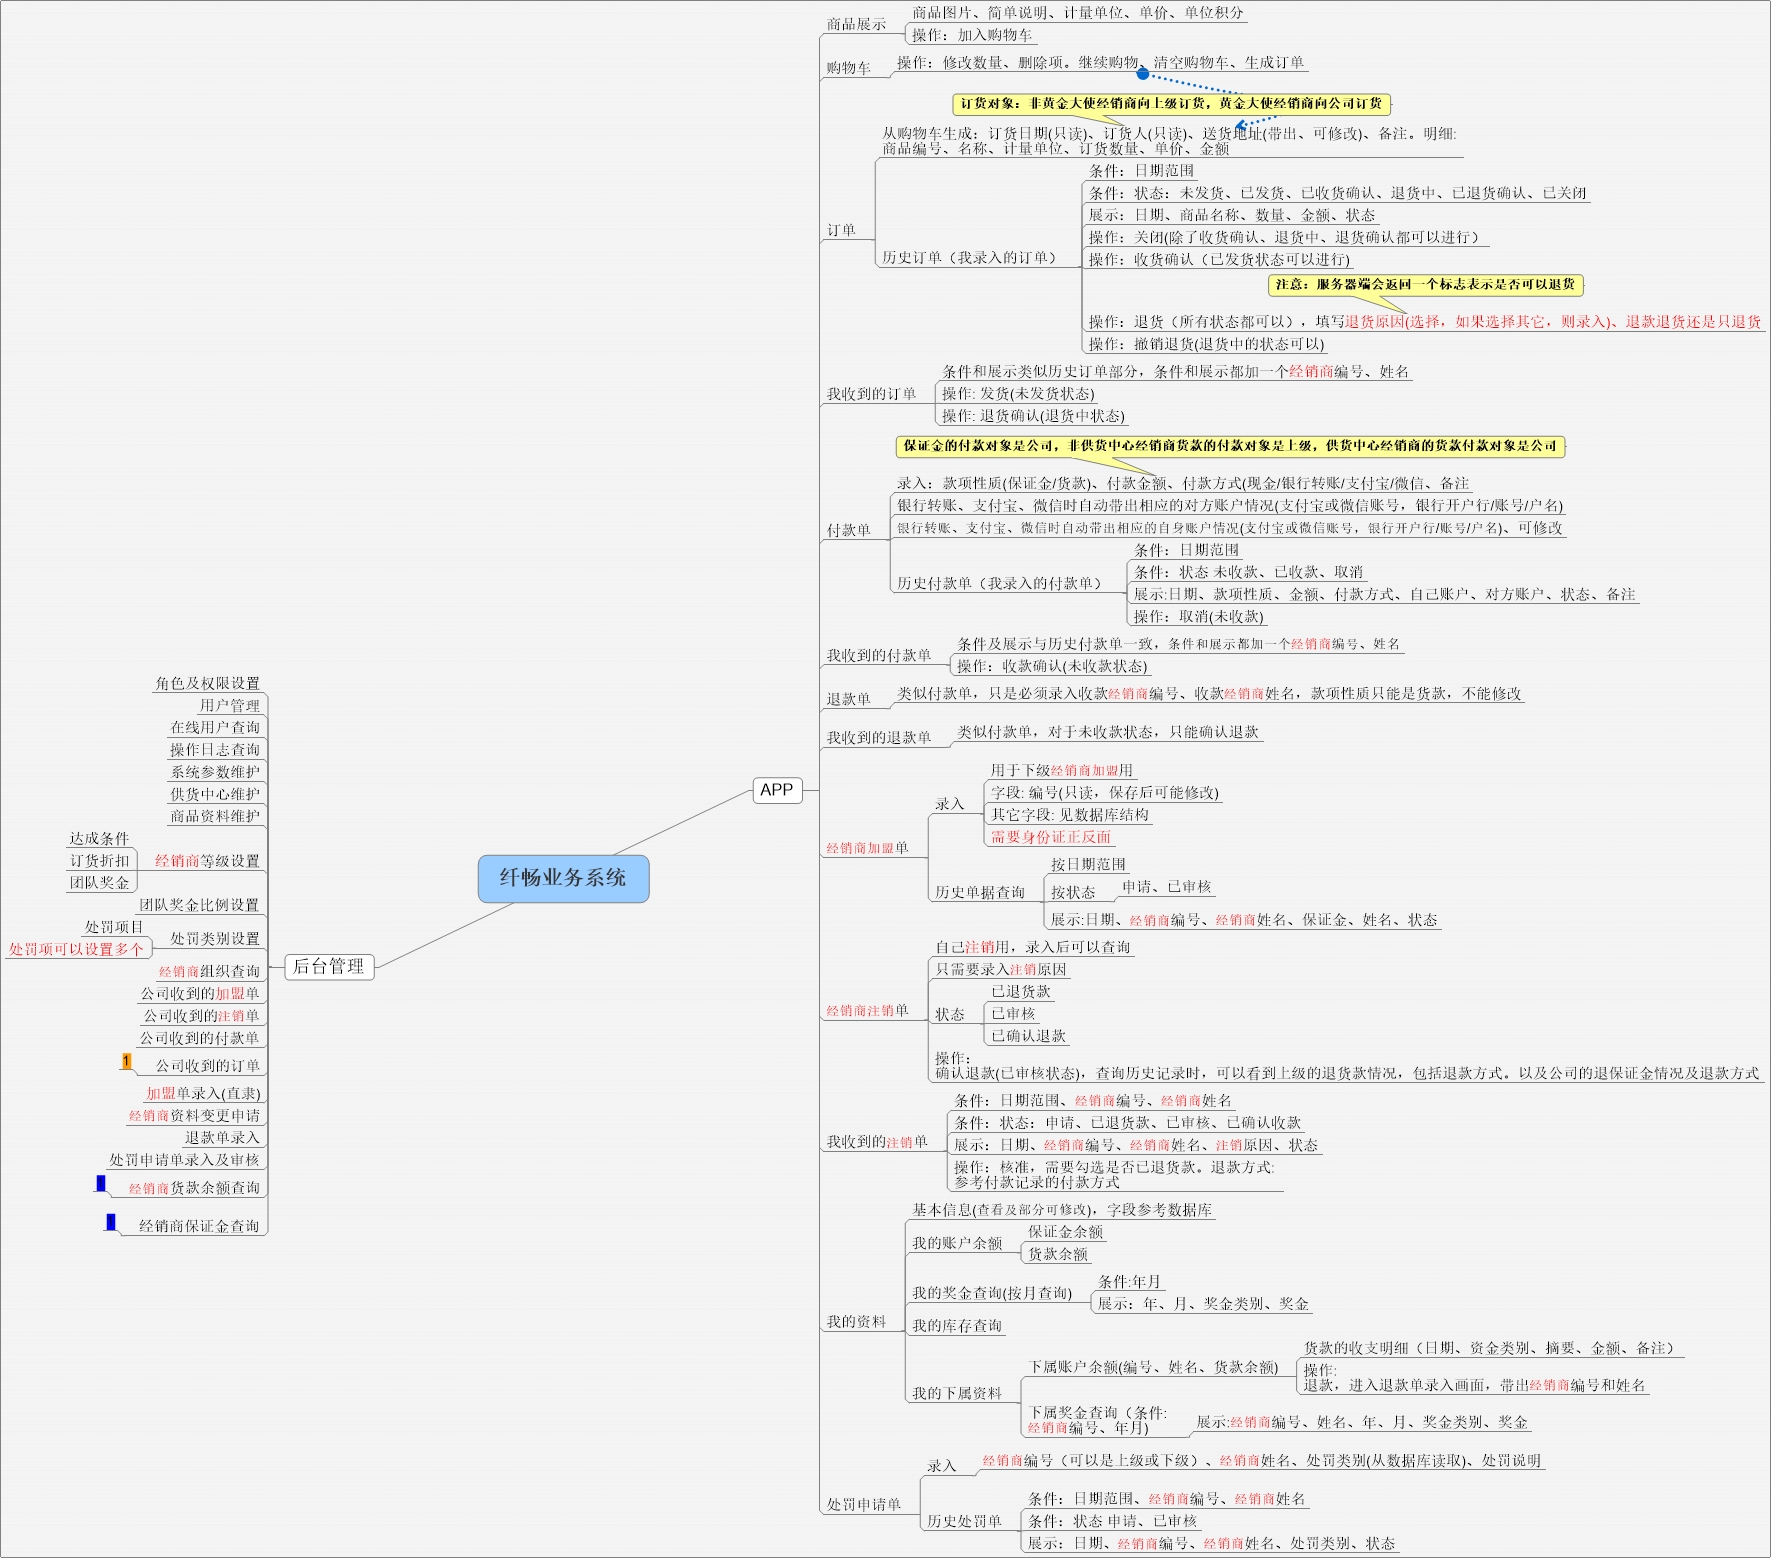 纤畅业务系统
APP
商品展示
商品图片、简单说明、计量单位、单价、单位积分
操作：加入购物车
购物车
操作：修改数量、删除项。继续购物、清空购物车、生成订单
订货对象：非黄金大使经销商向上级订货，黄金大使经销商向公司订货
订单
从购物车生成；订货日期(只读)、订货人(只读)、送货地址(带出、可修改)、备注。明细:
商品编号、名称、计量单位、订货数量、单价、金额
历史订单（我录入的订单）
条件：日期范围
条件：状态：未发货、已发货、已收货确认、退货中、已退货确认、已关闭
展示：日期、商品名称、数量、金额、状态
操作：关闭(除了收货确认、退货中、退货确认都可以进行）
操作：收货确认（已发货状态可以进行)
注意：服务器端会返回一个标志表示是否可以退货
操作：退货（所有状态都可以），填写退货原因(选择，如果选择其它，则录入)、退款退货还是只退货
操作：撤销退货(退货中的状态可以)
我收到的订单
条件和展示类似历史订单部分，条件和展示都加一个经销商编号、姓名
操作: 发货(未发货状态)
操作: 退货确认(退货中状态)
保证金的付款对象是公司，非供货中心经销商货款的付款对象是上级，供货中心经销商的货款付款对象是公司
付款单
录入：款项性质(保证金/货款)、付款金额、付款方式(现金/银行转账/支付宝/微信、备注
银行转账、支付宝、微信时自动带出相应的对方账户情况(支付宝或微信账号，银行开户行/账号/户名)
银行转账、支付宝、微信时自动带出相应的自身账户情况(支付宝或微信账号，银行开户行/账号/户名)、可修改
历史付款单（我录入的付款单）
条件：日期范围
条件：状态 未收款、已收款、取消
展示:日期、款项性质、金额、付款方式、自己账户、对方账户、状态、备注
操作：取消(未收款)
我收到的付款单
条件及展示与历史付款单一致，条件和展示都加一个经销商编号、姓名
操作：收款确认(未收款状态)
退款单
类似付款单，只是必须录入收款经销商编号、收款经销商姓名，款项性质只能是货款，不能修改
我收到的退款单
类似付款单，对于未收款状态，只能确认退款
经销商加盟单
录入
用于下级经销商加盟用
字段: 编号(只读，保存后可能修改)
其它字段: 见数据库结构
需要身份证正反面
历史单据查询
按日期范围
按状态
申请、已审核
展示:日期、经销商编号、经销商姓名、保证金、姓名、状态
经销商注销单
自己注销用，录入后可以查询
只需要录入注销原因
状态
已退货款
已审核
已确认退款
操作：
确认退款(已审核状态)，查询历史记录时，可以看到上级的退货款情况，包括退款方式。以及公司的退保证金情况及退款方式
我收到的注销单
条件：日期范围、经销商编号、经销商姓名
条件：状态：申请、已退货款、已审核、已确认收款
展示：日期、经销商编号、经销商姓名、注销原因、状态
操作：核准，需要勾选是否已退货款。退款方式:
参考付款记录的付款方式
我的资料
基本信息(查看及部分可修改)，字段参考数据库
我的账户余额
保证金余额
货款余额
我的奖金查询(按月查询)
条件:年月
展示：年、月、奖金类别、奖金
我的库存查询
我的下属资料
下属账户余额(编号、姓名、货款余额)
货款的收支明细（日期、资金类别、摘要、金额、备注）
操作:
退款，进入退款单录入画面，带出经销商编号和姓名
下属奖金查询（条件:
经销商编号、年月)
展示:经销商编号、姓名、年、月、奖金类别、奖金
处罚申请单
录入
经销商编号（可以是上级或下级）、经销商姓名、处罚类别(从数据库读取)、处罚说明
历史处罚单
条件：日期范围、经销商编号、经销商姓名
条件：状态 申请、已审核
展示：日期、经销商编号、经销商姓名、处罚类别、状态
后台管理
角色及权限设置
用户管理
在线用户查询
操作日志查询
系统参数维护
供货中心维护
商品资料维护
经销商等级设置
达成条件
订货折扣
团队奖金
团队奖金比例设置
处罚类别设置
处罚项目
处罚项可以设置多个
经销商组织查询
公司收到的加盟单
公司收到的注销单
公司收到的付款单
公司收到的订单
1
加盟单录入(直隶)
经销商资料变更申请
退款单录入
处罚申请单录入及审核
经销商货款余额查询
经销商保证金查询